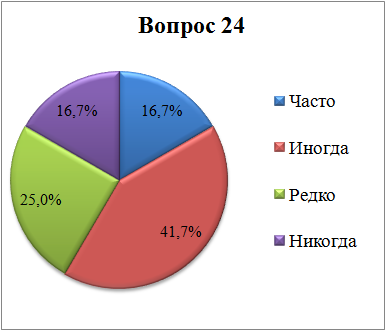 Вопрос 24
16,7%
16,7%
25,0%
41,7%
Часто
Иногда
Редко
Никогда